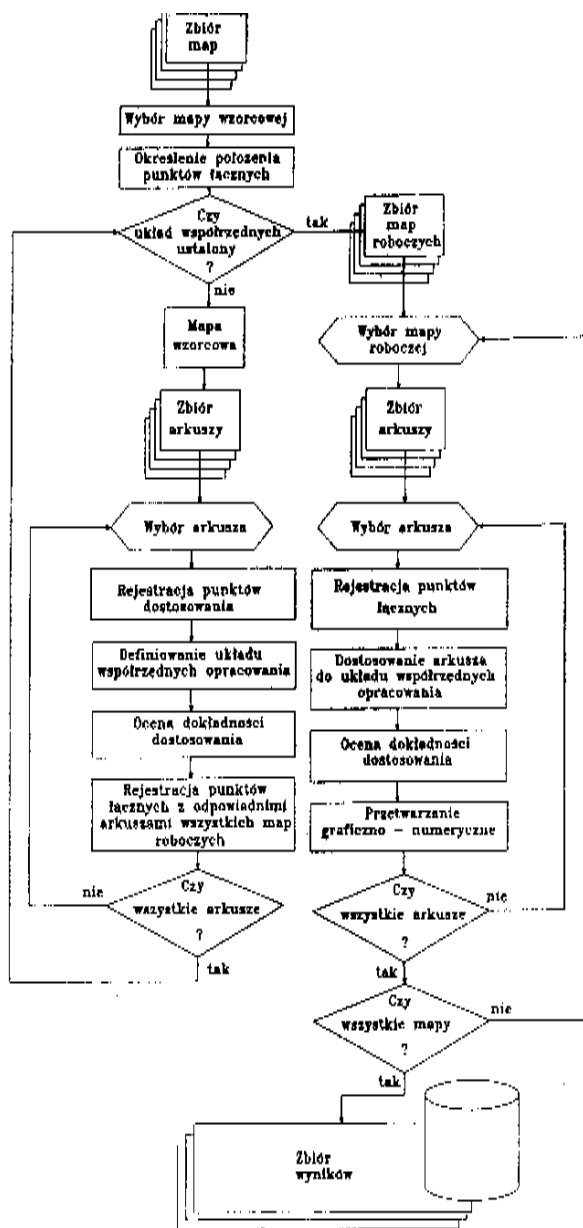 Zbiór
map
Wybór mapy wzorcowej
Określenie położenia
punktów łącznych
Czy
układ współrzędnych
ustalony
?
tak
nie
Zbiór
map
roboczych
Mapa
wzorcowa
Wybór mapy
roboczej
Zbiór
arkuszy
Zbiór
arkuszy
Wybór arkusza
Wybór arkusza
Rejestracja punktów
dostosowania
Rejestracja punktów
łącznych
Definiowanie układu
współrzędnych opracowania
Dostosowanie arkusza
do układu współrzędnych
opracowania
Ocena dokładności
dostosowania
Ocena dokładności
dostosowania
Rejestracja punktów
łącznych z odpowiednimi
arkuszami wszystkich map
roboczych
Przetwarzanie
graficzno – numeryczne
nie
Czy
wszystkie arkusze
?
tak
Czy
wszystkie arkusze
?
nie
tak
Czy
wszystkie mapy
?
nie
tak
Zbiór
wyników